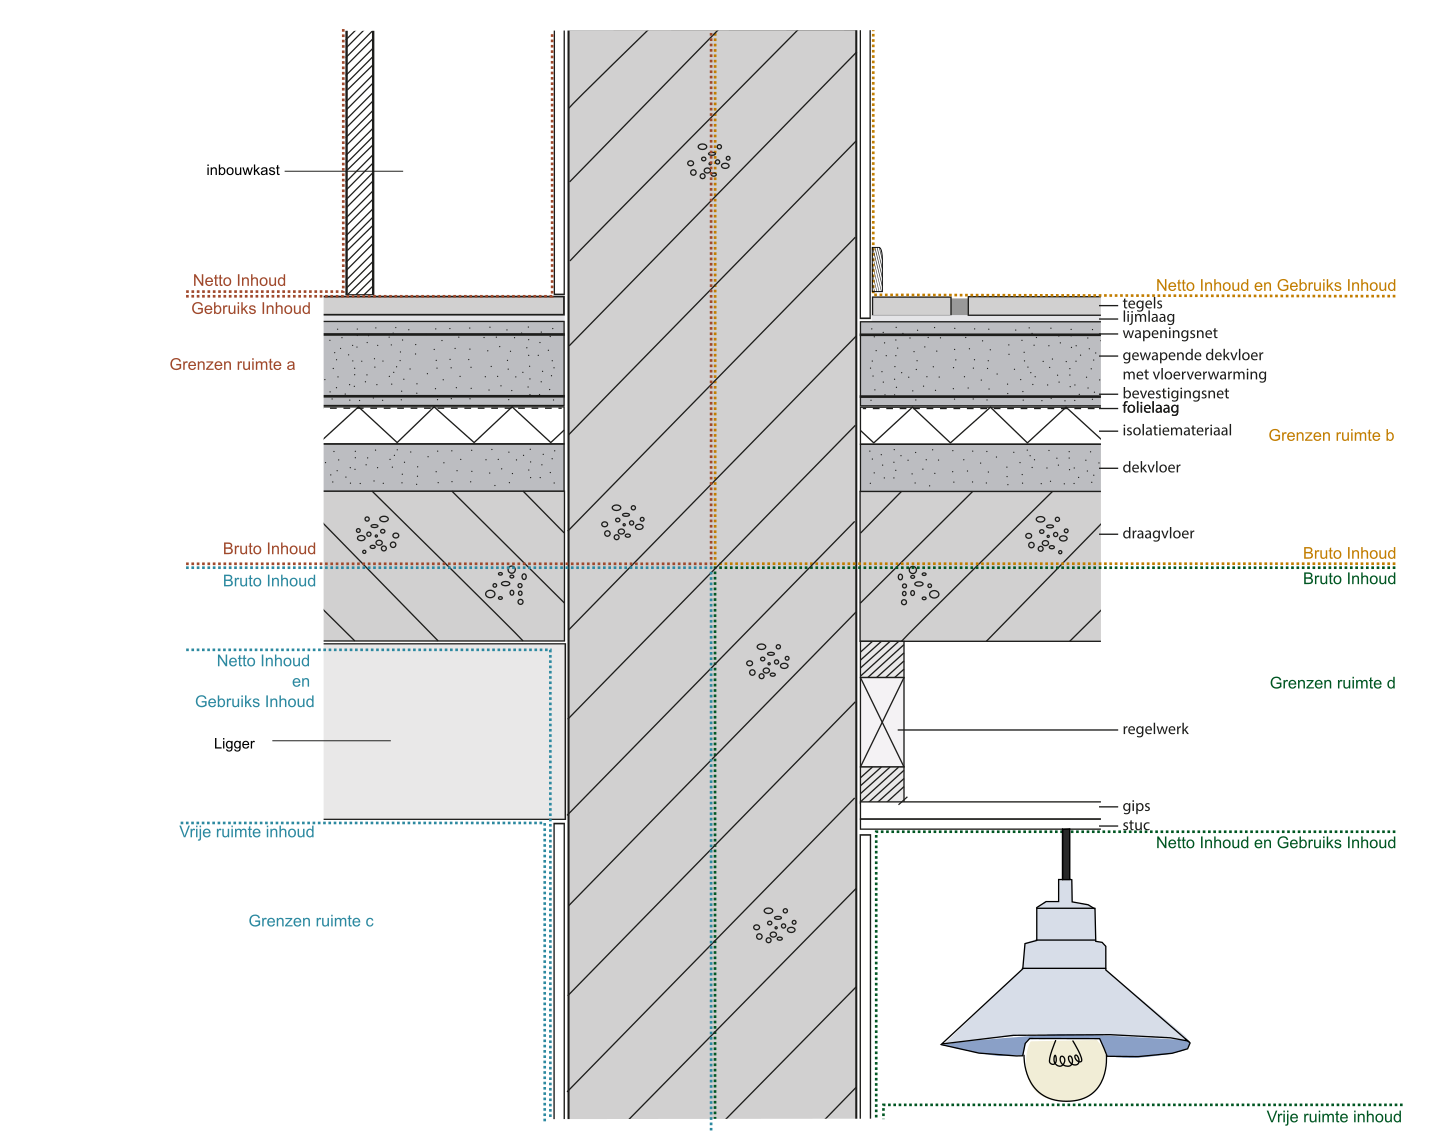 inbouwkast
Netto Inhoud
Gebruiks Inhoud
Grenzen ruimte a
Bruto Inhoud
Bruto Inhoud
Netto Inhoud
en
Gebruiks Inhoud
Ligger
Vrije ruimte inhoud
Grenzen ruimte c
Netto Inhoud en Gebruiks Inhoud
tegels
lijmlaag
wapeningsnet
gewapende dekvloer
met vloerverwarming
bevestigingsnet
folielaag
isolatiemateriaal
Grenzen ruimte b
dekvloer
draagvloer
Bruto Inhoud
Bruto Inhoud
Grenzen ruimte d
regelwerk
gips
stuc
Netto Inhoud en Gebruiks Inhoud
Vrije ruimte inhoud